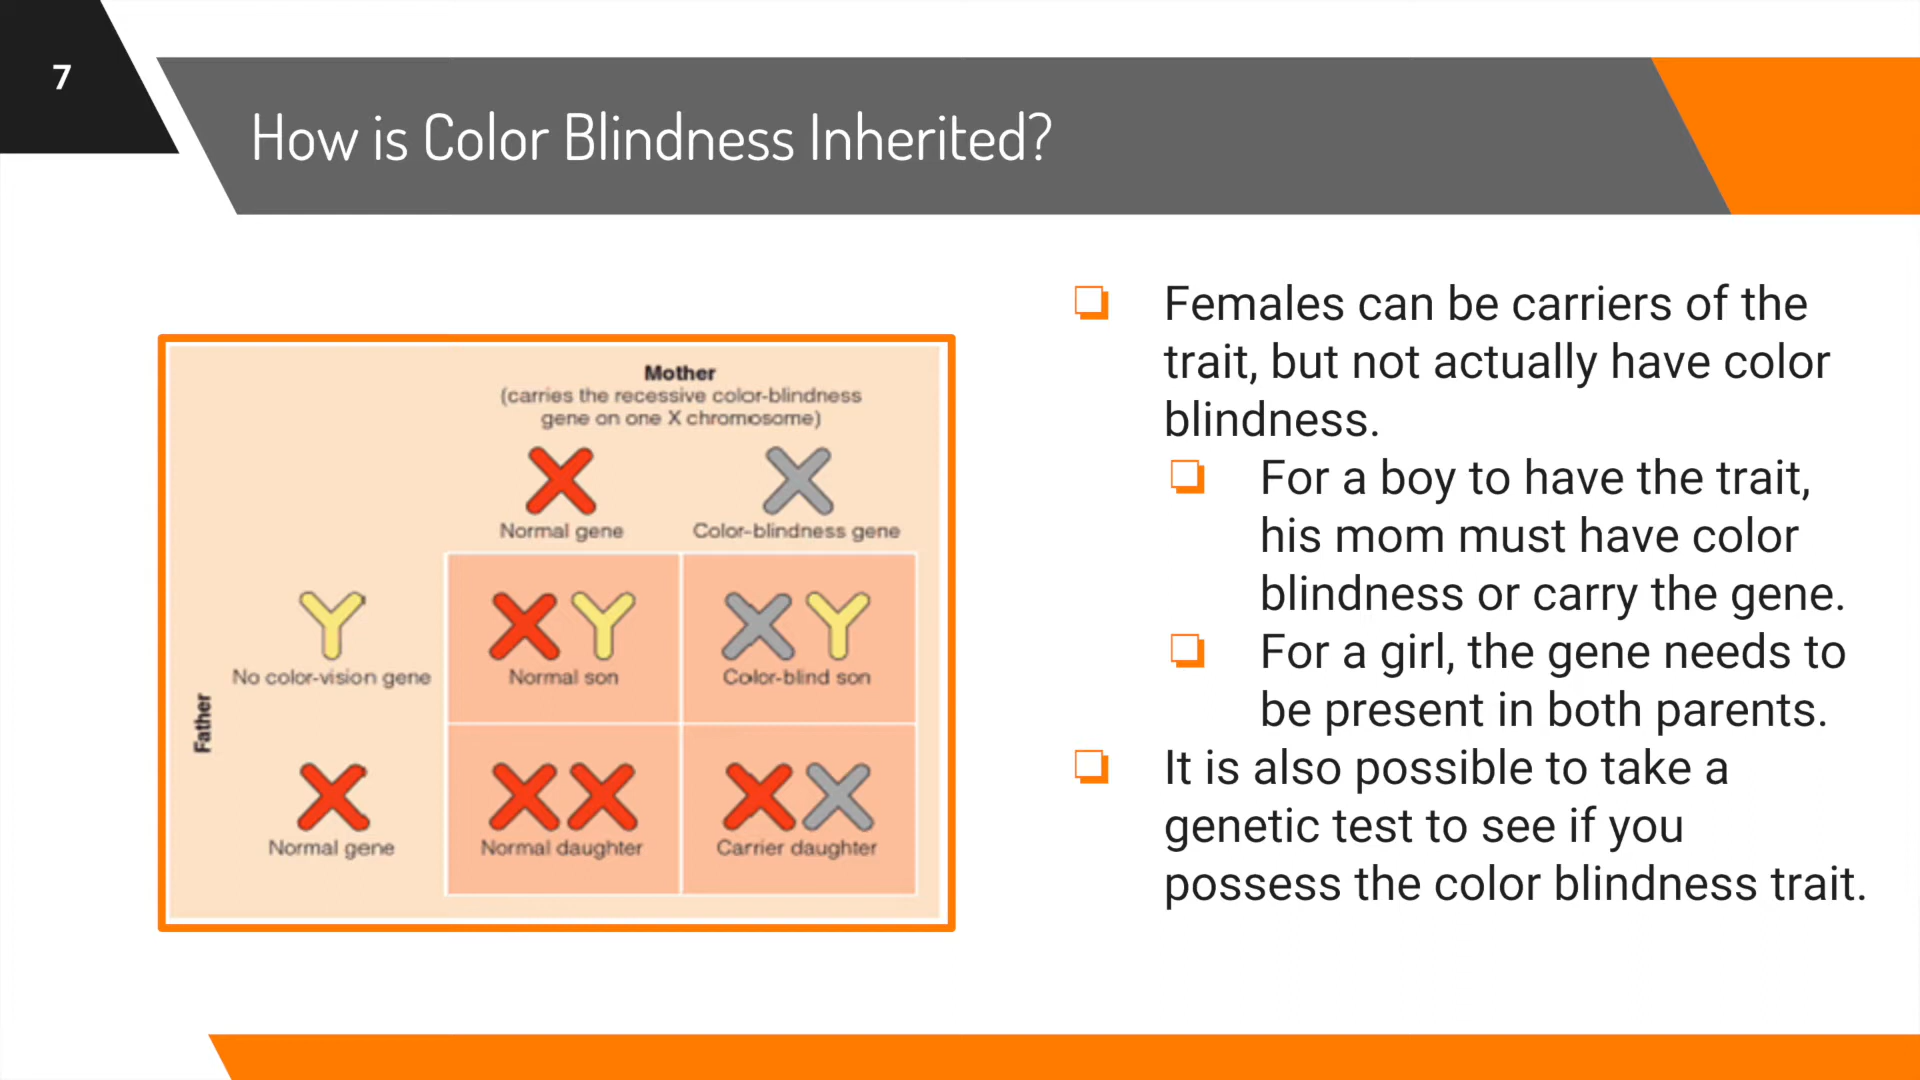 7
How is Color Blindness Inherited?
Mother
(carries the recessive color-blindness
gene on one X chromosome)
Normal gene
Color-blindness gene
No color-vision gene
Normal son
Color-blind son
Father
Normal gene
Normal daughter
Carrier daughter
Females can be carriers of the
trait, but not actually have color
blindness.
For a boy to have the trait,
his mom must have color
blindness or carry the gene.
For a girl, the gene needs to
be present in both parents.
It is also possible to take a
genetic test to see if you
possess the color blindness trait.